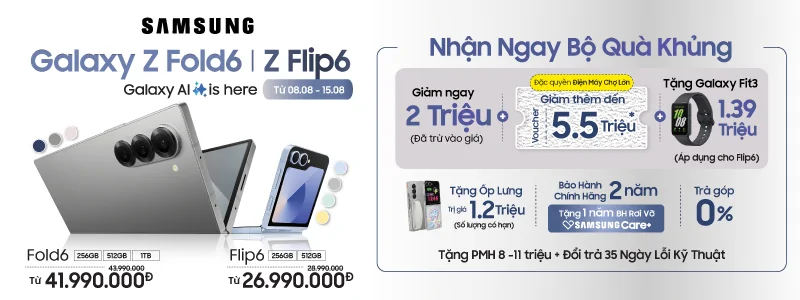 SAMSUNG
Galaxy Z Fold6 | Z Flip6
Galaxy AI is here Từ 08.08 - 15.08
Fold6 256GB 512GB 1TB
43.990.000
Từ 41.990.000Đ
Flip6 256GB 512GB
28.990.000
Từ 26.990.000Đ
Nhận Ngay Bộ Quà Khủng
Giảm ngay
2 Triệu
(Đã trừ vào giá)
+
Đặc quyền Điện Máy Chợ Lớn
Voucher
Giảm thêm đến
5.5 Triệu*
+
Tặng Galaxy Fit3
1.39
Triệu
(Áp dụng cho Flip6)
Tặng Ốp Lưng
Trị giá 1.2 Triệu
(Số lượng có hạn)
Bảo Hành
Chính Hãng 2 năm
Tặng 1 năm BH Rơi Vỡ
SAMSUNG Care+
Trả góp
0%
Tặng PMH 8 -11 triệu + Đổi trả 35 Ngày Lỗi Kỹ Thuật